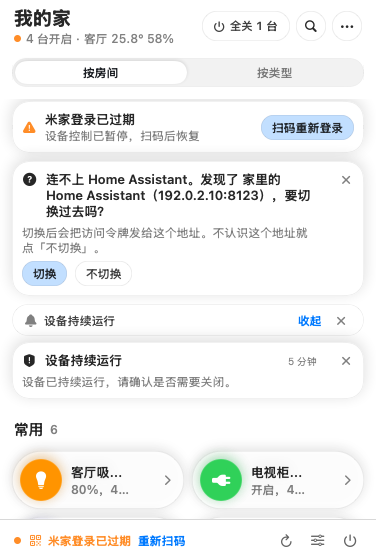 我的家
4 台开启 · 客厅 25.8° 58%
全关 1 台
按房间
按类型
米家登录已过期
设备控制已暂停，扫码后恢复
扫码重新登录
连不上 Home Assistant。发现了 家里的
Home Assistant（192.0.2.10:8123），要切
换过去吗？
切换后会把访问令牌发给这个地址。不认识这个地址就
点「不切换」。
切换
不切换
设备持续运行
收起
设备持续运行
5 分钟
设备已持续运行，请确认是否需要关闭。
常用 6
客厅吸…
80%，4…
电视柜…
开启，4…
米家登录已过期 重新扫码